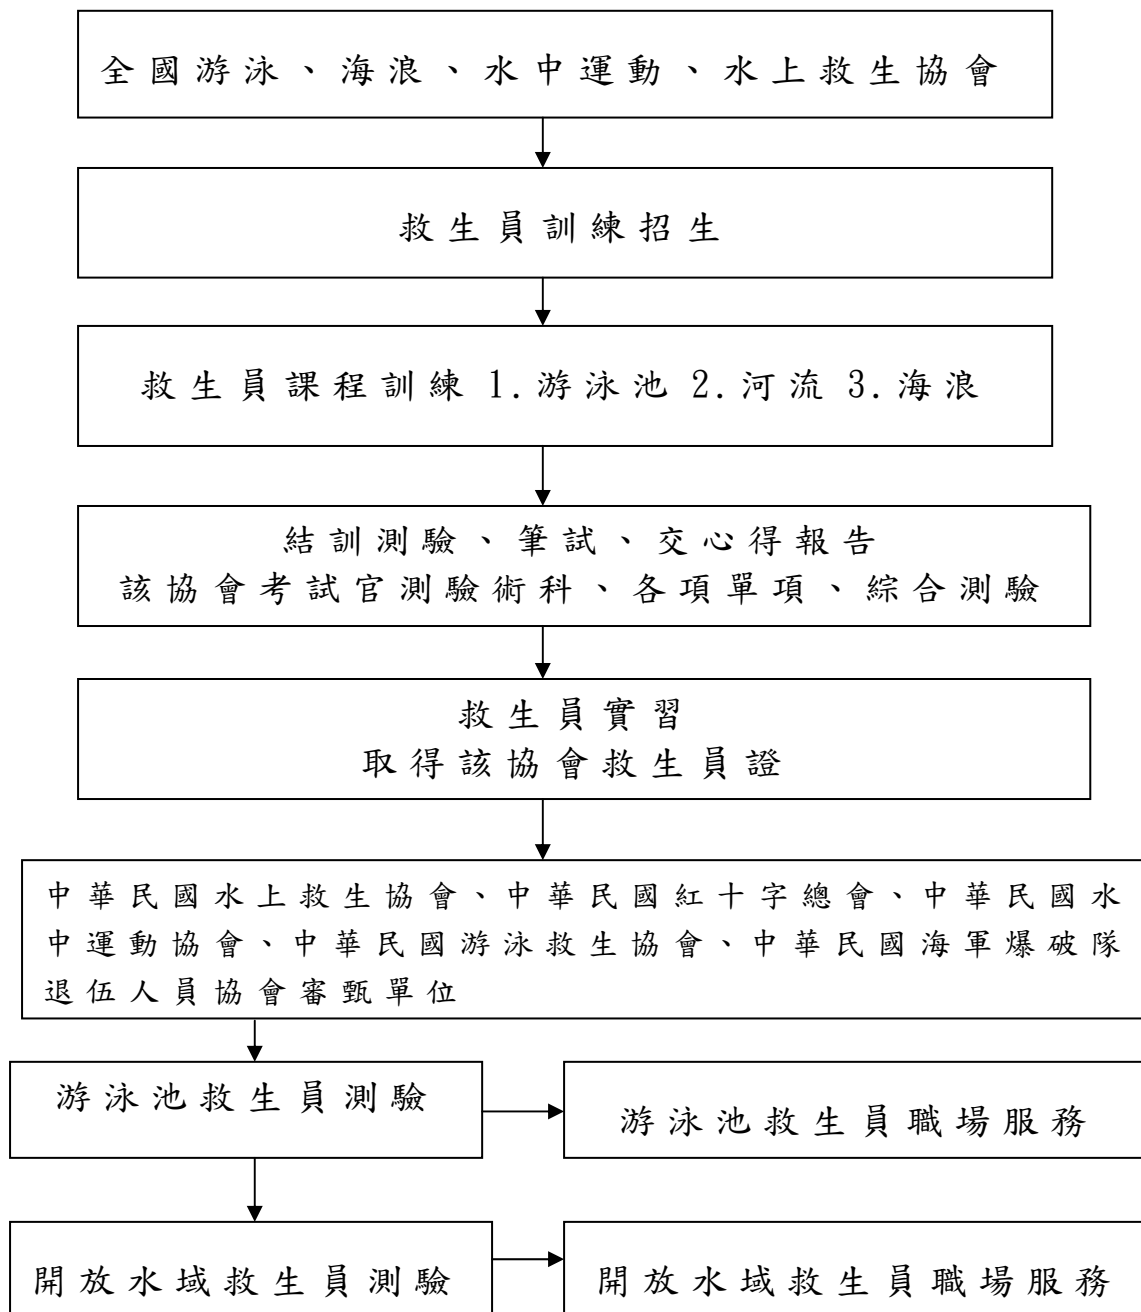 全國游泳、海浪、水中運動、水上救生協會
救生員訓練招生
救生員課程訓練 1.游泳池 2.河流 3.海浪
結訓測驗、筆試、交心得報告
該協會考試官測驗術科、各項單項、綜合測驗
救生員實習
取得該協會救生員證
中華民國水上救生協會、中華民國紅十字總會、中華民國水
中運動協會、中華民國游泳救生協會、中華民國海軍爆破隊
退伍人員協會審甄單位
游泳池救生員測驗
游泳池救生員職場服務
開放水域救生員測驗
開放水域救生員職場服務